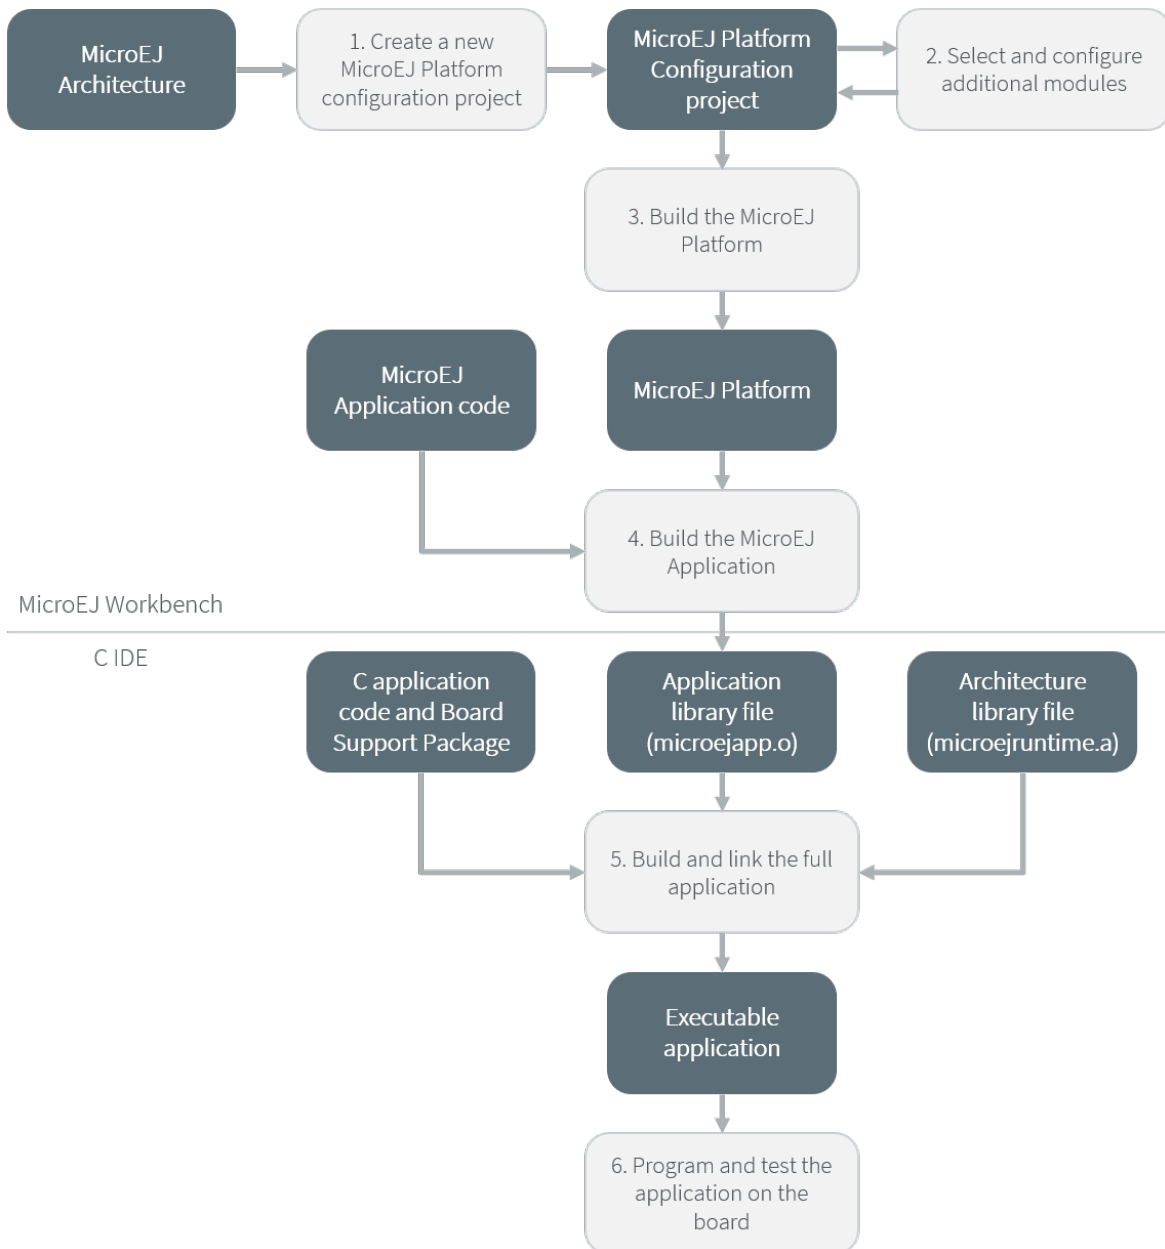 MicroEJ
Architecture
1. Create a new
MicroEJ Platform
configuration project
MicroEJ Platform
Configuration
project
2. Select and configure
additional modules
3. Build the MicroEJ
Platform
MicroEJ
Application code
MicroEJ Platform
4. Build the MicroEJ
Application
MicroEJ Workbench
C IDE
C application
code and Board
Support Package
Application
library file
(microejapp.o)
Architecture
library file
(microejruntime.a)
5. Build and link the full
application
Executable
application
6. Program and test the
application on the
board